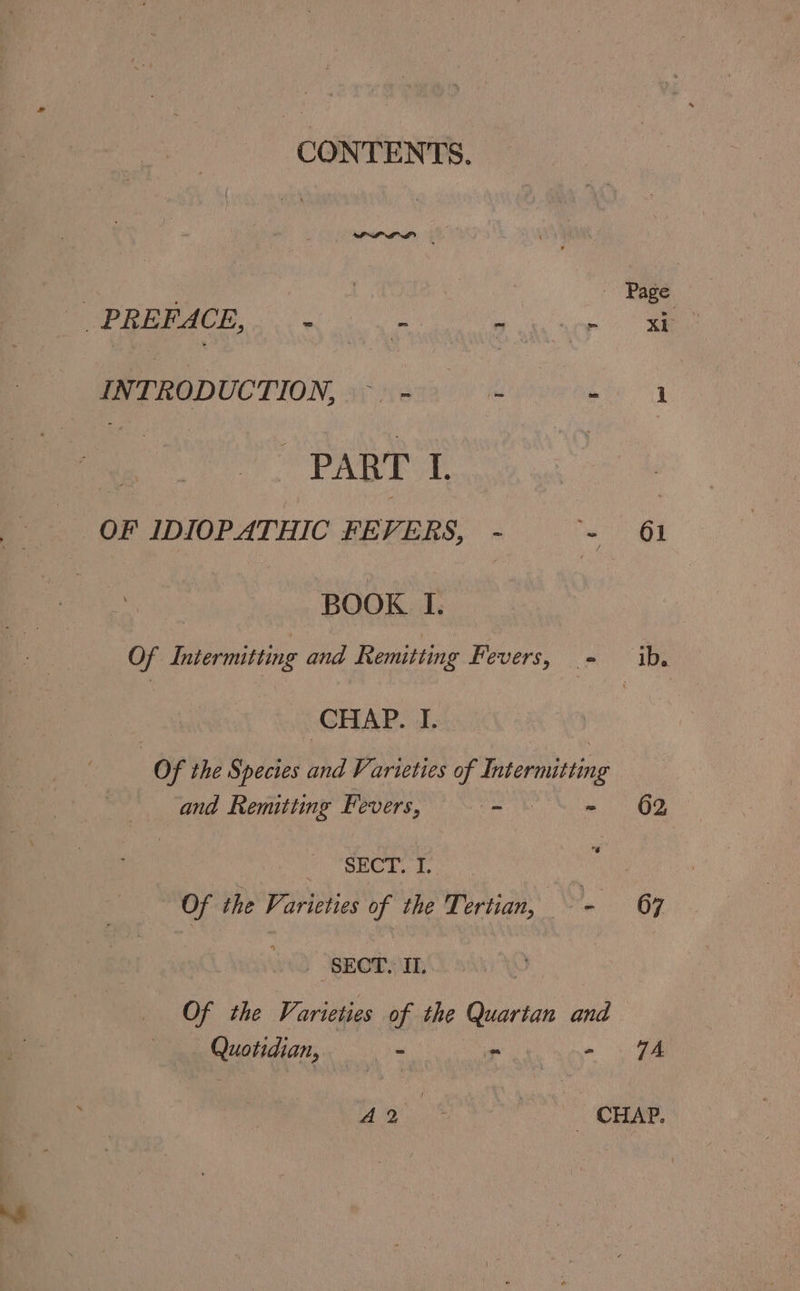 CONTENTS.
Page
PREFACE, - - - - xi
INTRODUCTION, - - - 1
PART I.
OF IDIOPATHIC FEVERS, - - 61
BOOK I.
Of Intermitting and Remitting Fevers, - ib.
CHAP. I.
Of the Species and Varieties of Intermitting
and Remitting Fevers, - - 62
SECT. I.
Of the Varieties of the Tertian, - 67
SECT. II.
Of the Varieties of the Quartan and
Quotidian, - - - 74
A 2 CHAP.